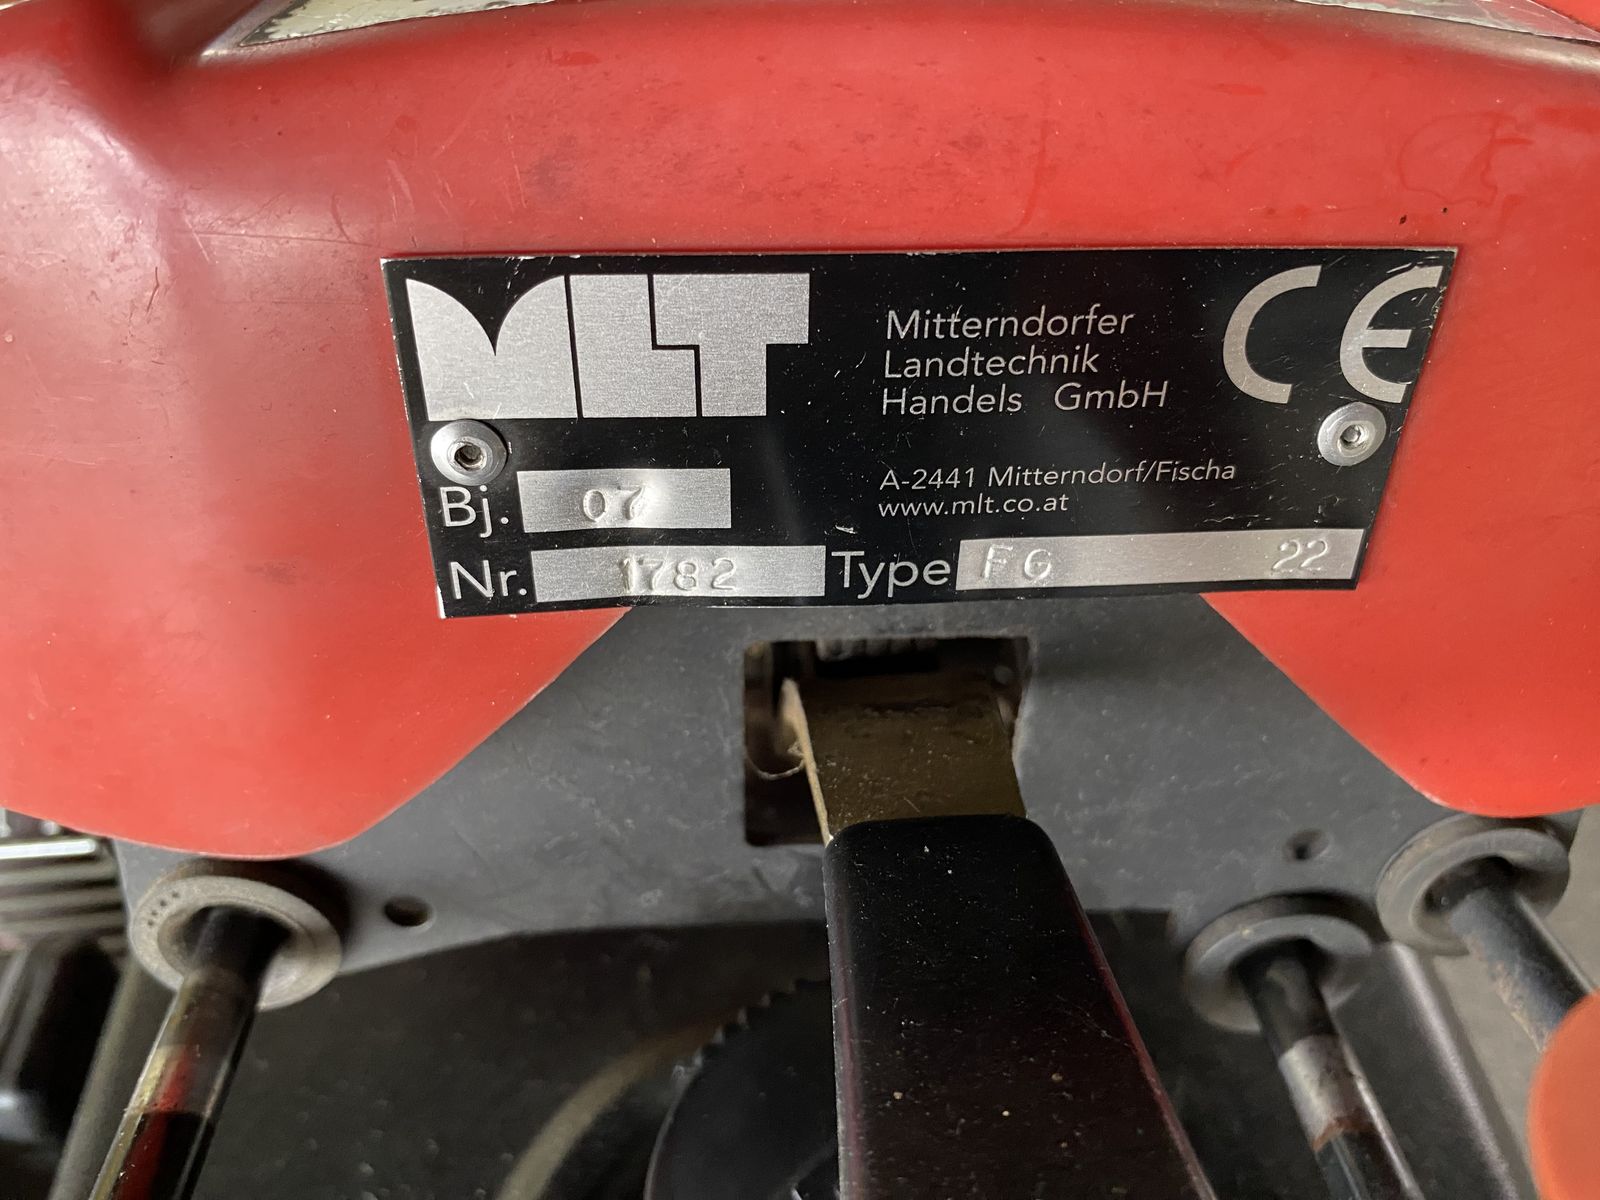 MLT
Mitterndorfer
Landtechnik
Handels GmbH
CE
A-2441 Mitterndorf/Fischa
www.mlt.co.at
Bj. 07
Nr. 1782 Type FG 22